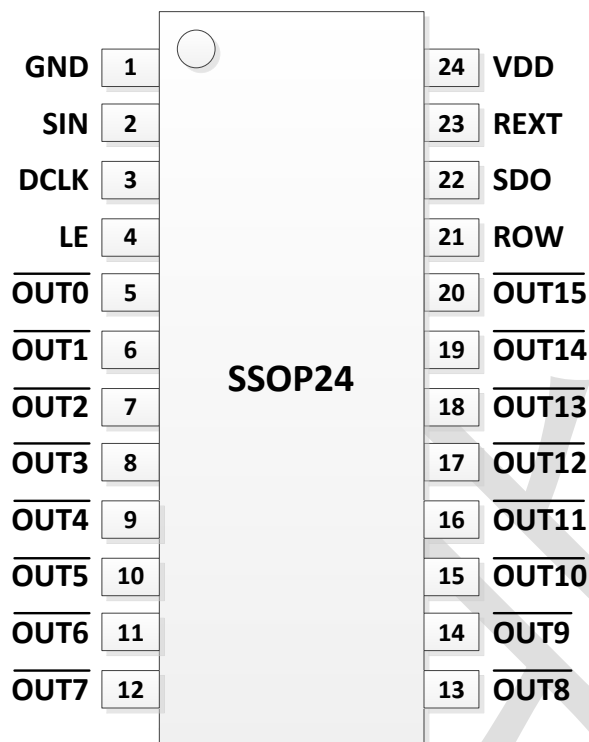 GND 1 24 VDD
SIN 2 23 REXT
DCLK 3 22 SDO
LE 4 21 ROW
OUT0 5 20 OUT15
OUT1 6 19 OUT14
SSOP24
OUT2 7 18 OUT13
OUT3 8 17 OUT12
OUT4 9 16 OUT11
OUT5 10 15 OUT10
OUT6 11 14 OUT9
OUT7 12 13 OUT8